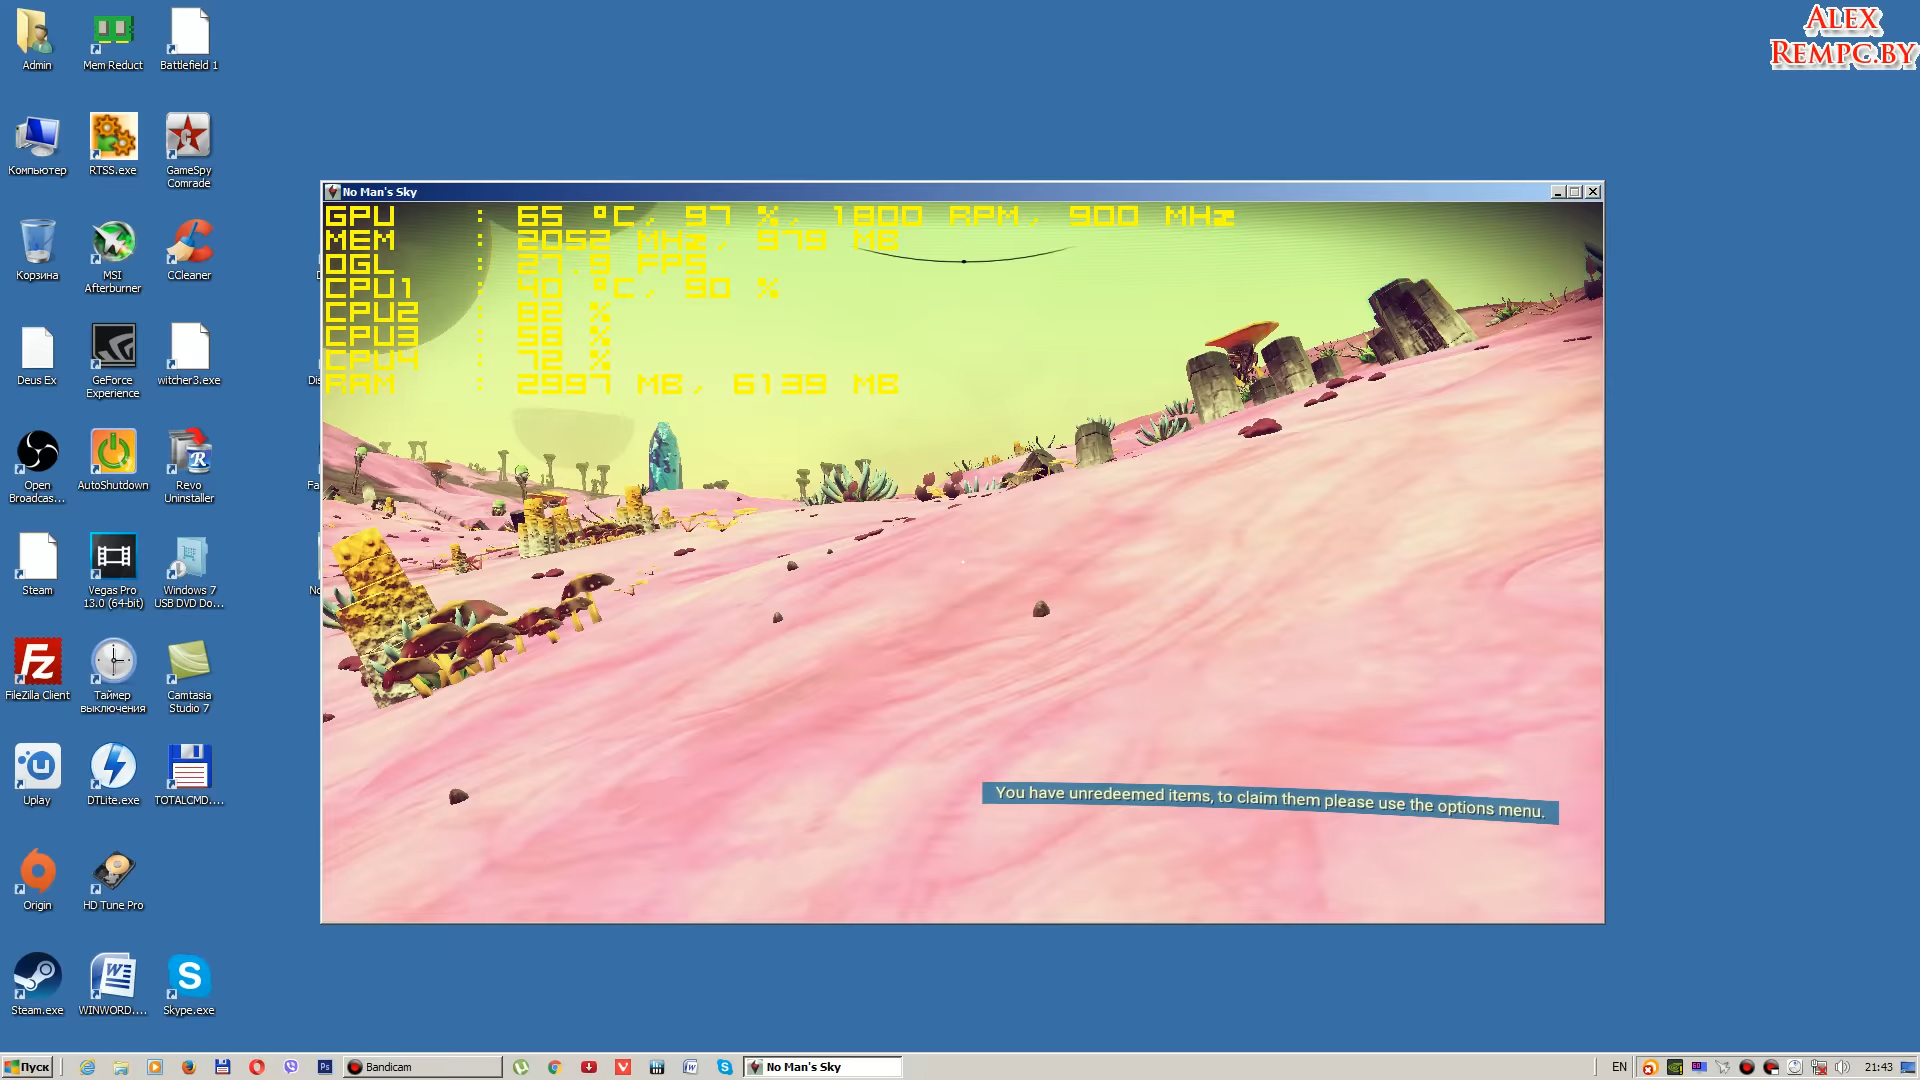 Admin
Mem Reduct
Battlefield 1
ALEX
REMPC.BY
Компьютер
RTSS.exe
GameSpy
Comrade
Корзина
MSI
Afterburner
CCleaner
Deus Ex
GeForce
Experience
witcher3.exe
Open
Broadcas...
AutoShutdown
Revo
Uninstaller
Steam
Vegas Pro
13.0 (64-bit)
Windows 7
USB DVD Do...
FileZilla Client
Таймер
выключения
Camtasia
Studio 7
Uplay
DTLite.exe
TOTALCMD....
Origin
HD Tune Pro
Steam.exe
WINWORD....
Skype.exe
No Man's Sky
GPU : 65 °C, 97 %, 1800 RPM, 900 MHz
MEM : 2052 MHz, 979 MB
OGL : 27.9 FPS
CPU1 : 40 °C, 90 %
CPU2 : 82 %
CPU3 : 58 %
CPU4 : 72 %
RAM : 2997 MB, 6139 MB
You have unredeemed items, to claim them please use the options menu.
Пуск
Bandicam
No Man's Sky
EN
21:43